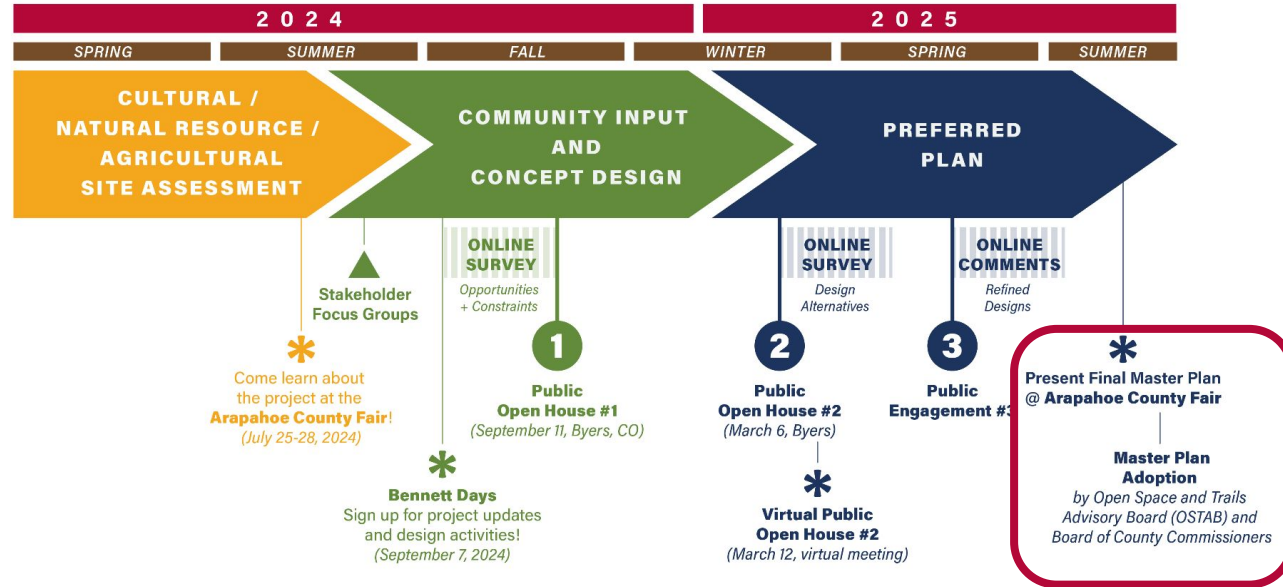 2024
2025
SPRING
SUMMER
FALL
WINTER
SPRING
SUMMER
CULTURAL /
NATURAL RESOURCE /
AGRICULTURAL
SITE ASSESSMENT
COMMUNITY INPUT
AND
CONCEPT DESIGN
PREFERRED
PLAN
Stakeholder
Focus Groups
ONLINE
SURVEY
Opportunities
+ Constraints
ONLINE
SURVEY
Design
Alternatives
ONLINE
COMMENTS
Refined
Designs
*
Come learn about
the project at the
Arapahoe County Fair!
(July 25-28, 2024)
*
Bennett Days
Sign up for project updates
and design activities!
(September 7, 2024)
1
Public
Open House #1
(September 11, Byers, CO)
2
Public
Open House #2
(March 6, Byers)
*
Virtual Public
Open House #2
(March 12, virtual meeting)
3
Public
Engagement #3
*
Present Final Master Plan
@ Arapahoe County Fair
Master Plan
Adoption
by Open Space and Trails
Advisory Board (OSTAB) and
Board of County Commissioners